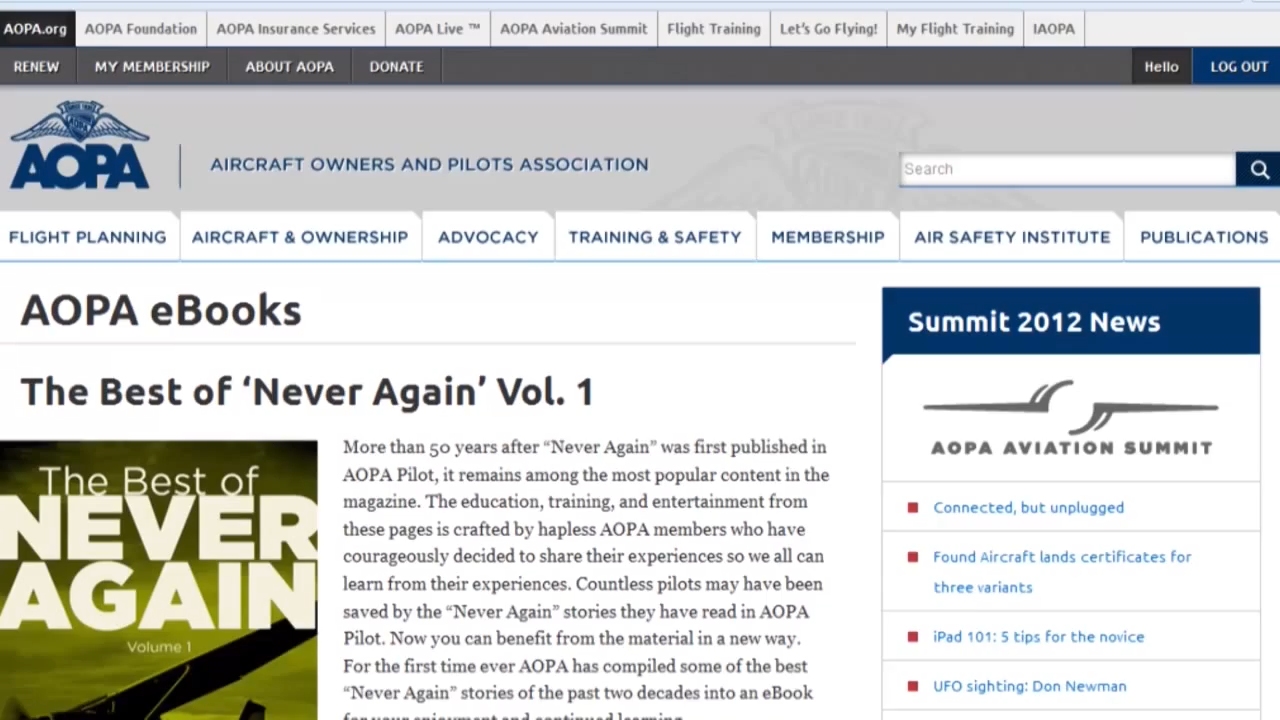 AOPA.org AOPA Foundation AOPA Insurance Services AOPA Live ™ AOPA Aviation Summit Flight Training Let's Go Flying! My Flight Training IAOPA
RENEW MY MEMBERSHIP ABOUT AOPA DONATE Hello LOG OUT
AOPA
AIRCRAFT OWNERS AND PILOTS ASSOCIATION
Search
FLIGHT PLANNING AIRCRAFT & OWNERSHIP ADVOCACY TRAINING & SAFETY MEMBERSHIP AIR SAFETY INSTITUTE PUBLICATIONS
AOPA eBooks
The Best of ‘Never Again’ Vol. 1
The Best of
NEVER
AGAIN
Volume 1
More than 50 years after “Never Again” was first published in
AOPA Pilot, it remains among the most popular content in the
magazine. The education, training, and entertainment from
these pages is crafted by hapless AOPA members who have
courageously decided to share their experiences so we all can
learn from their experiences. Countless pilots may have been
saved by the “Never Again” stories they have read in AOPA
Pilot. Now you can benefit from the material in a new way.
For the first time ever AOPA has compiled some of the best
“Never Again” stories of the past two decades into an eBook
for your enjoyment and continued learning.
Summit 2012 News
AOPA AVIATION SUMMIT
Connected, but unplugged
Found Aircraft lands certificates for
three variants
iPad 101: 5 tips for the novice
UFO sighting: Don Newman